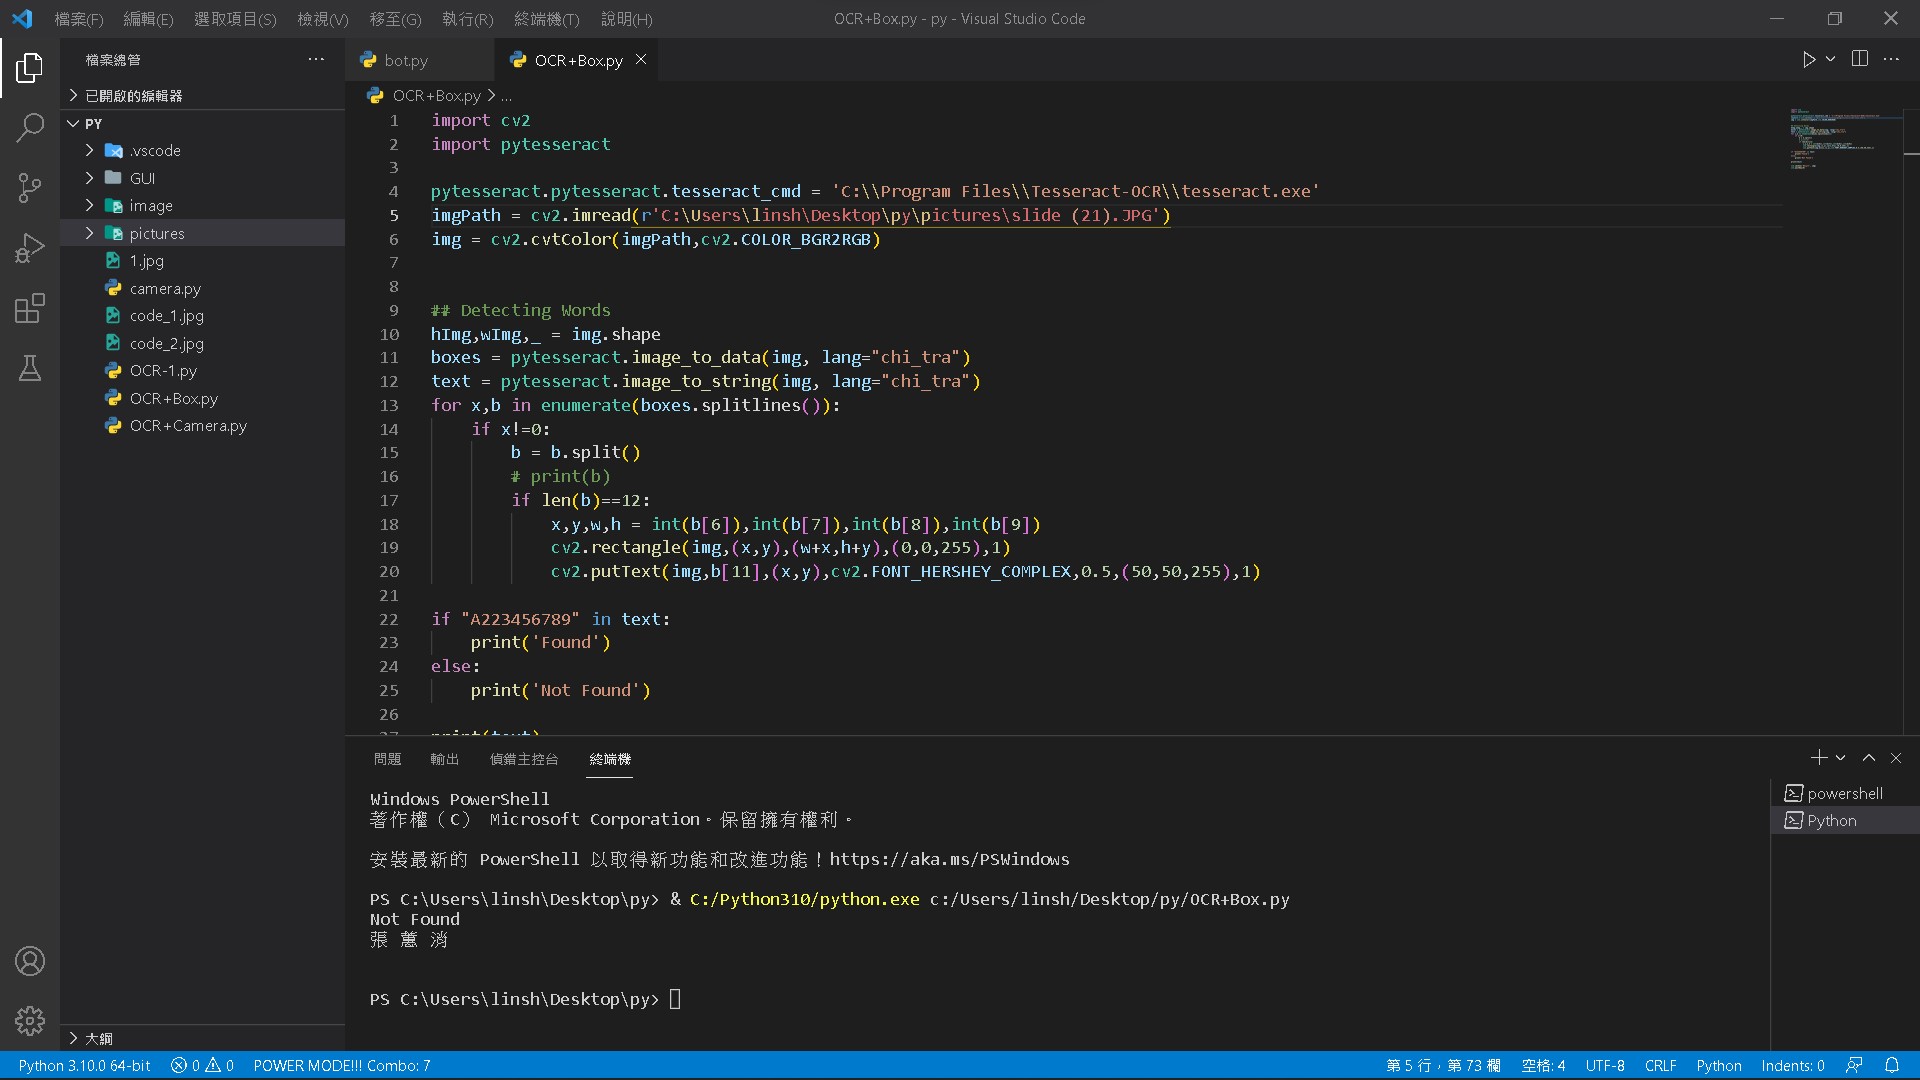 檔案(F) 編輯(E) 選取項目(S) 檢視(V) 移至(G) 執行(R) 終端機(T) 說明(H) OCR+Box.py - py - Visual Studio Code
檔案總管
已開啟的編輯器
PY
.vscode
GUI
image
pictures
1.jpg
camera.py
code_1.jpg
code_2.jpg
OCR-1.py
OCR+Box.py
OCR+Camera.py
大綱
bot.py OCR+Box.py
OCR+Box.py > ...
1 import cv2
2 import pytesseract
3
4 pytesseract.pytesseract.tesseract_cmd = 'C:\\Program Files\\Tesseract-OCR\\tesseract.exe'
5 imgPath = cv2.imread(r'C:\Users\linsh\Desktop\py\pictures\slide (21).JPG')
6 img = cv2.cvtColor(imgPath,cv2.COLOR_BGR2RGB)
7
8
9 ## Detecting Words
10 hImg,wImg,_ = img.shape
11 boxes = pytesseract.image_to_data(img, lang="chi_tra")
12 text = pytesseract.image_to_string(img, lang="chi_tra")
13 for x,b in enumerate(boxes.splitlines()):
14 if x!=0:
15 b = b.split()
16 # print(b)
17 if len(b)==12:
18 x,y,w,h = int(b[6]),int(b[7]),int(b[8]),int(b[9])
19 cv2.rectangle(img,(x,y),(w+x,h+y),(0,0,255),1)
20 cv2.putText(img,b[11],(x,y),cv2.FONT_HERSHEY_COMPLEX,0.5,(50,50,255),1)
21
22 if "A223456789" in text:
23 print('Found')
24 else:
25 print('Not Found')
26
27 print(text)
問題 輸出 偵錯主控台 終端機
Windows PowerShell
著作權（C） Microsoft Corporation。保留擁有權利。
安裝最新的 PowerShell 以取得新功能和改進功能！https://aka.ms/PSWindows
PS C:\Users\linsh\Desktop\py> & C:/Python310/python.exe c:/Users/linsh/Desktop/py/OCR+Box.py
Not Found
張 蕙 消
PS C:\Users\linsh\Desktop\py>
powershell
Python
Python 3.10.0 64-bit 0 0 POWER MODE!!! Combo: 7 第 5 行，第 73 欄 空格: 4 UTF-8 CRLF Python Indents: 0